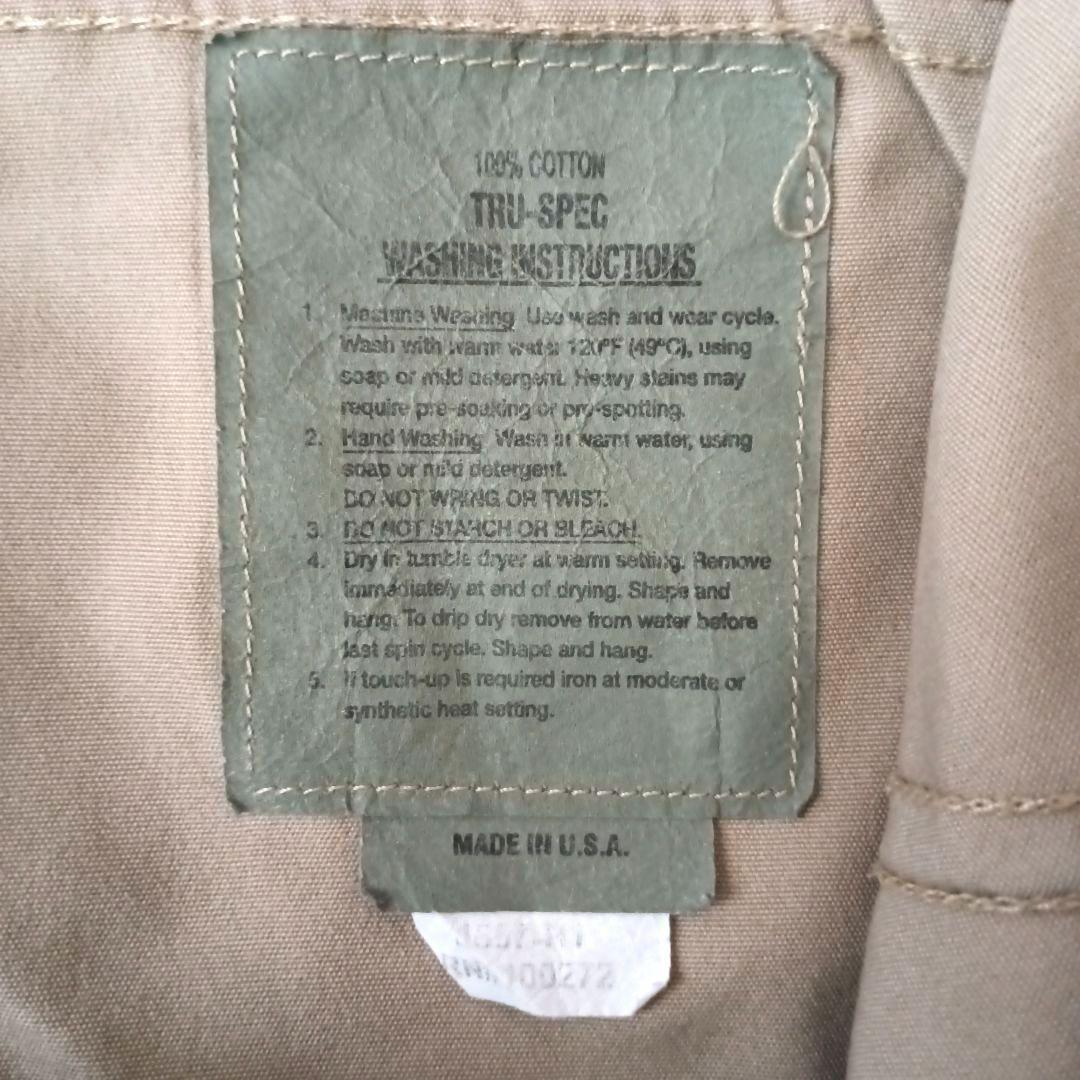 100% COTTON
TRU-SPEC
WASHING INSTRUCTIONS
1. Machine Washing Use wash and wear cycle.
Wash with warm water 120°F (49°C), using
soap or mild detergent. Heavy stains may
require pre-soaking or pre-spotting.
2. Hand Washing Wash in warm water, using
soap or mild detergent.
DO NOT WRING OR TWIST.
3. DO NOT STARCH OR BLEACH.
4. Dry in tumble dryer at warm setting. Remove
immediately at end of drying. Shape and
hang. To drip dry remove from water before
last spin cycle. Shape and hang.
5. If touch-up is required iron at moderate or
synthetic heat setting.
MADE IN U.S.A.
100272